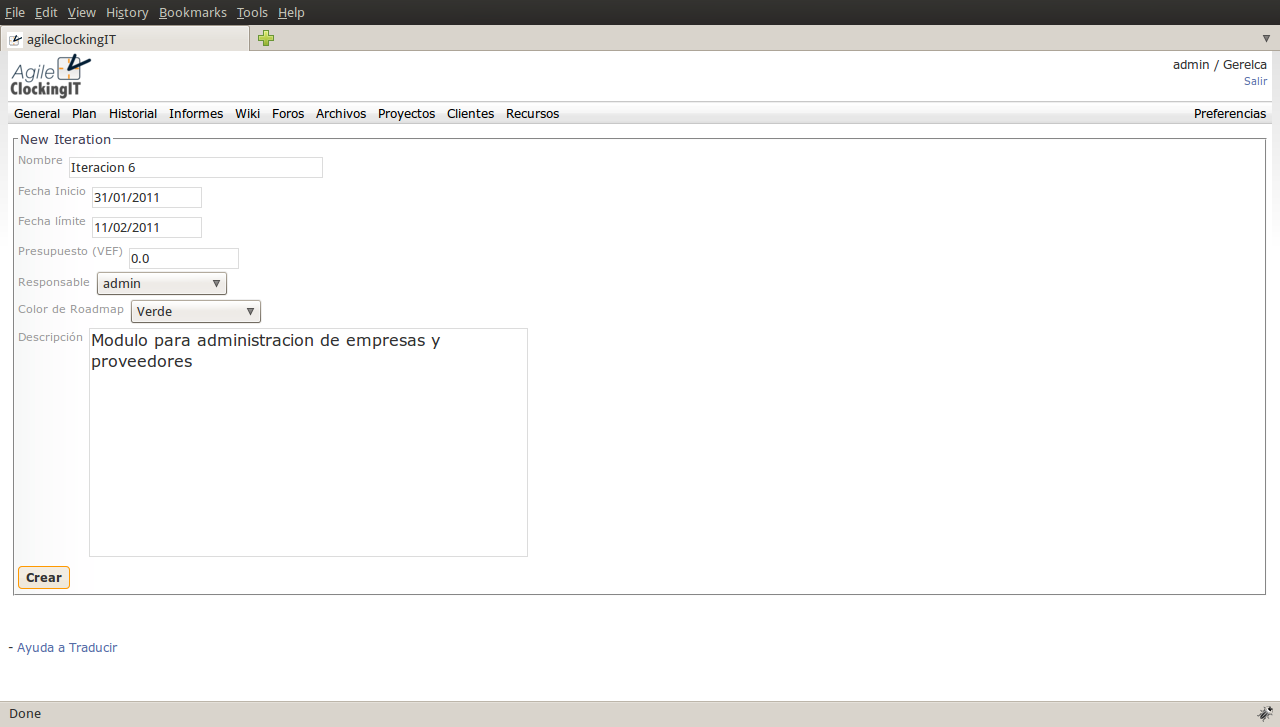 File Edit View History Bookmarks Tools Help
agileClockingIT
Agile
ClockingIT
admin / Gerelca
Salir
General Plan Historial Informes Wiki Foros Archivos Proyectos Clientes Recursos Preferencias
New Iteration
Nombre Iteracion 6
Fecha Inicio 31/01/2011
Fecha límite 11/02/2011
Presupuesto (VEF) 0.0
Responsable admin
Color de Roadmap Verde
Descripción Modulo para administracion de empresas y
proveedores
Crear
- Ayuda a Traducir
Done